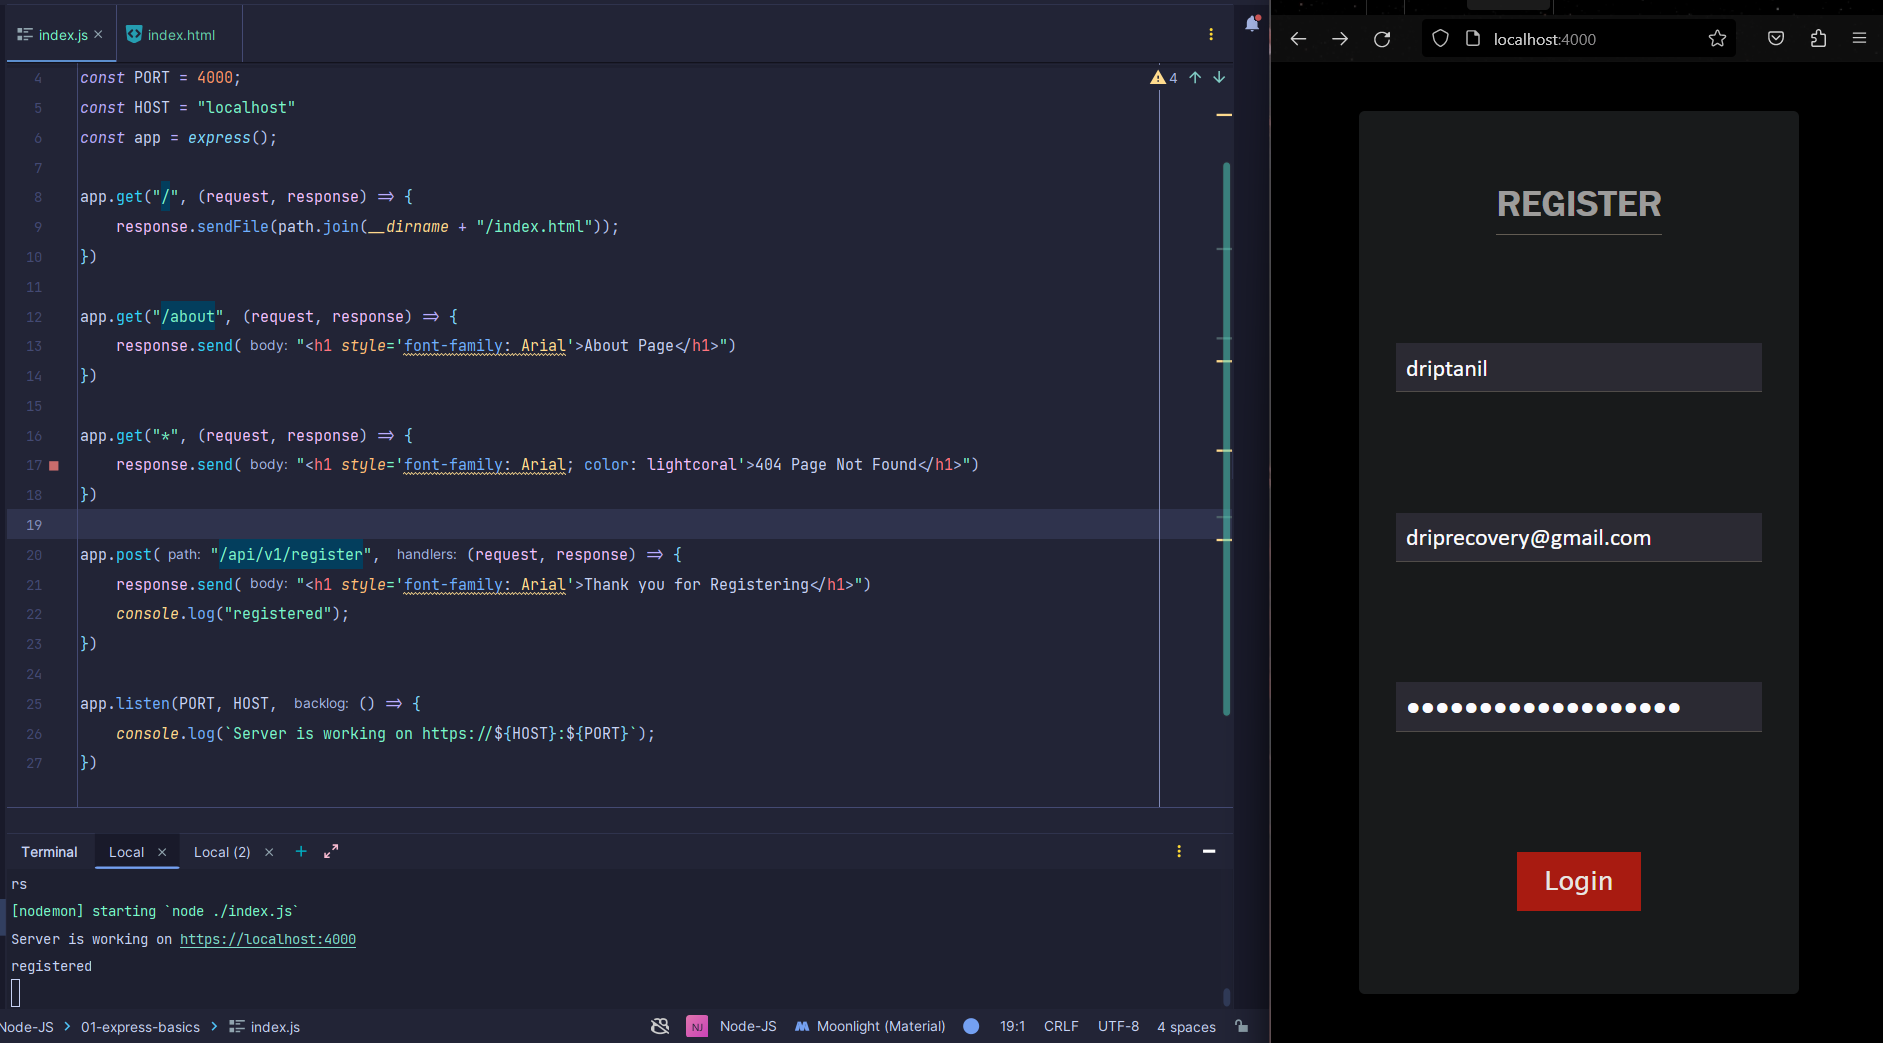 index.js
index.html
4 const PORT = 4000;
4
5 const HOST = "localhost"
6 const app = express();
7
8 app.get("/", (request, response) => {
9 response.sendFile(path.join(__dirname + "/index.html"));
10 })
11
12 app.get("/about", (request, response) => {
13 response.send( body: "<h1 style='font-family: Arial'>About Page</h1>")
14 })
15
16 app.get("*", (request, response) => {
17 response.send( body: "<h1 style='font-family: Arial; color: lightcoral'>404 Page Not Found</h1>")
18 })
19
20 app.post( path: "/api/v1/register", handlers: (request, response) => {
21 response.send( body: "<h1 style='font-family: Arial'>Thank you for Registering</h1>")
22 console.log("registered");
23 })
24
25 app.listen(PORT, HOST, backlog: () => {
26 console.log(`Server is working on https://${HOST}:${PORT}`);
27 })
Terminal Local Local (2)
rs
[nodemon] starting `node ./index.js`
Server is working on https://localhost:4000
registered
Node-JS > 01-express-basics > index.js
NJ Node-JS Moonlight (Material) 19:1 CRLF UTF-8 4 spaces
localhost:4000
REGISTER
driptanil
driprecovery@gmail.com
Login